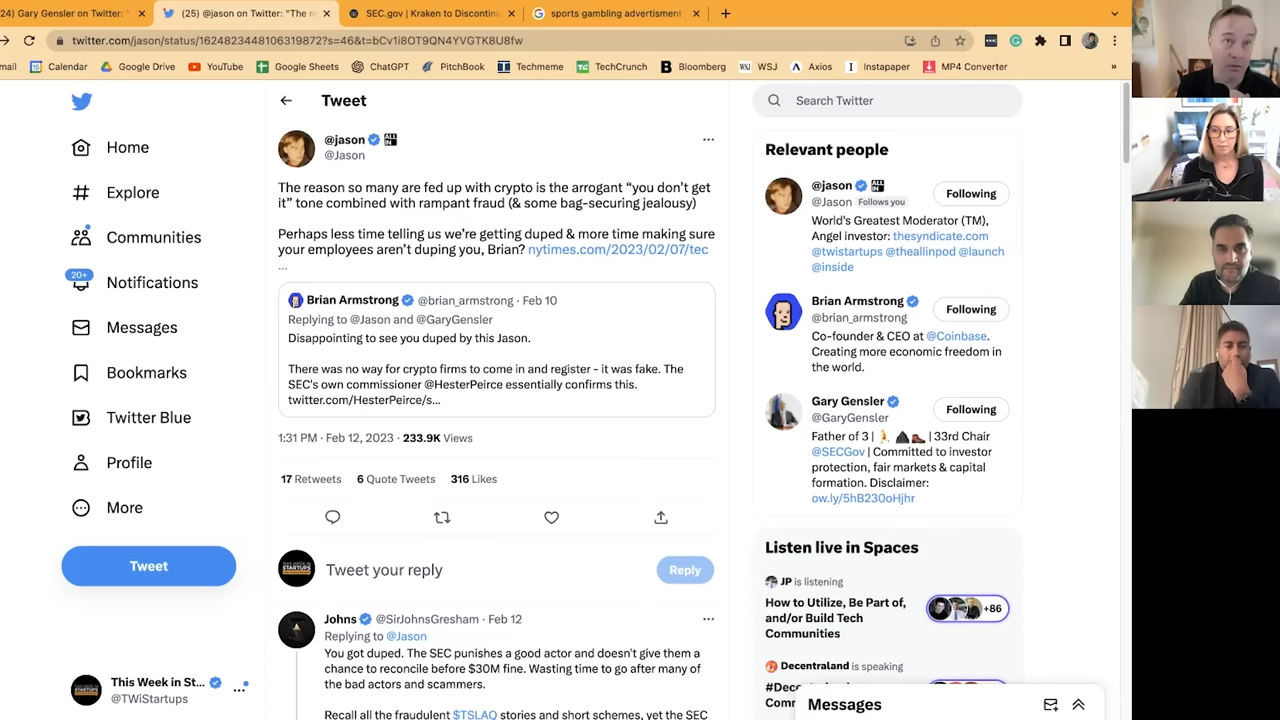 24) Gary Gensler on Twitter: "
(25) @jason on Twitter: "The re
SEC.gov | Kraken to Discontin
sports gambling advertisment
twitter.com/jason/status/1624823448106319872?s=46&t=bCv1i8OT9QN4YVGTK8U8fw
mail
Calendar
Google Drive
YouTube
Google Sheets
ChatGPT
PitchBook
Techmeme
TechCrunch
Bloomberg
WSJ
Axios
Instapaper
MP4 Converter
»
Home
Explore
Communities
20+
Notifications
Messages
Bookmarks
Twitter Blue
Profile
More
Tweet
This Week in St...
@TWiStartups
Tweet
@jason
ALL IN
@Jason
The reason so many are fed up with crypto is the arrogant “you don't get
it” tone combined with rampant fraud (& some bag-securing jealousy)
Perhaps less time telling us we're getting duped & more time making sure
your employees aren't duping you, Brian? nytimes.com/2023/02/07/tec
...
Brian Armstrong @brian_armstrong · Feb 10
Replying to @Jason and @GaryGensler
Disappointing to see you duped by this Jason.
There was no way for crypto firms to come in and register - it was fake. The
SEC's own commissioner @HesterPeirce essentially confirms this.
twitter.com/HesterPeirce/s...
1:31 PM · Feb 12, 2023 · 233.9K Views
17 Retweets 6 Quote Tweets 316 Likes
Tweet your reply
Reply
Johns @SirJohnsGresham · Feb 12
Replying to @Jason
You got duped. The SEC punishes a good actor and doesn't give them a
chance to reconcile before $30M fine. Wasting time to go after many of
the bad actors and scammers.
Recall all the fraudulent $TSLAQ stories and short schemes, yet the SEC
Search Twitter
Relevant people
@jason
@Jason Follows you
Following
World's Greatest Moderator (TM),
Angel investor: thesyndicate.com
@twistartups @theallinpod @launch
@inside
Brian Armstrong
@brian_armstrong
Following
Co-founder & CEO at @Coinbase.
Creating more economic freedom in
the world.
Gary Gensler
@GaryGensler
Following
Father of 3 | | 33rd Chair
@SECGov | Committed to investor
protection, fair markets & capital
formation. Disclaimer:
ow.ly/5hB230oHjhr
Listen live in Spaces
JP is listening
How to Utilize, Be Part of,
and/or Build Tech
Communities
+86
Decentraland is speaking
Messages